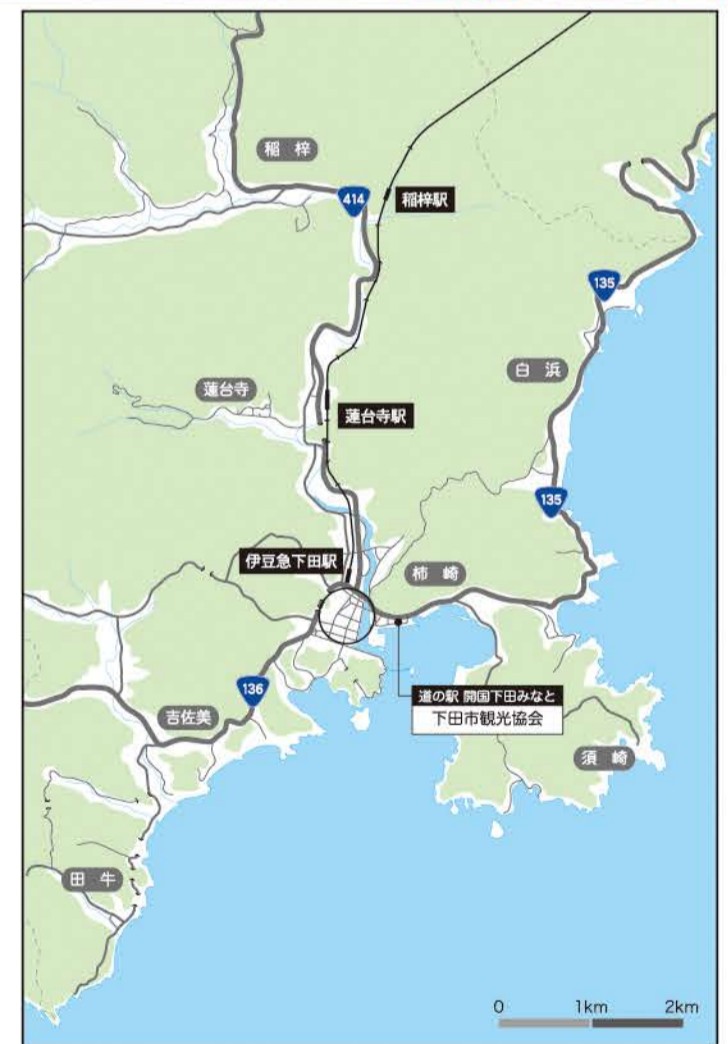 稲 梓
414
稲梓駅
135
白 浜
蓮台寺
蓮台寺駅
135
伊豆急下田駅
柿 崎
136
道の駅 開国下田みなと
下田市観光協会
吉佐美
須 崎
田 牛
0 1km 2km